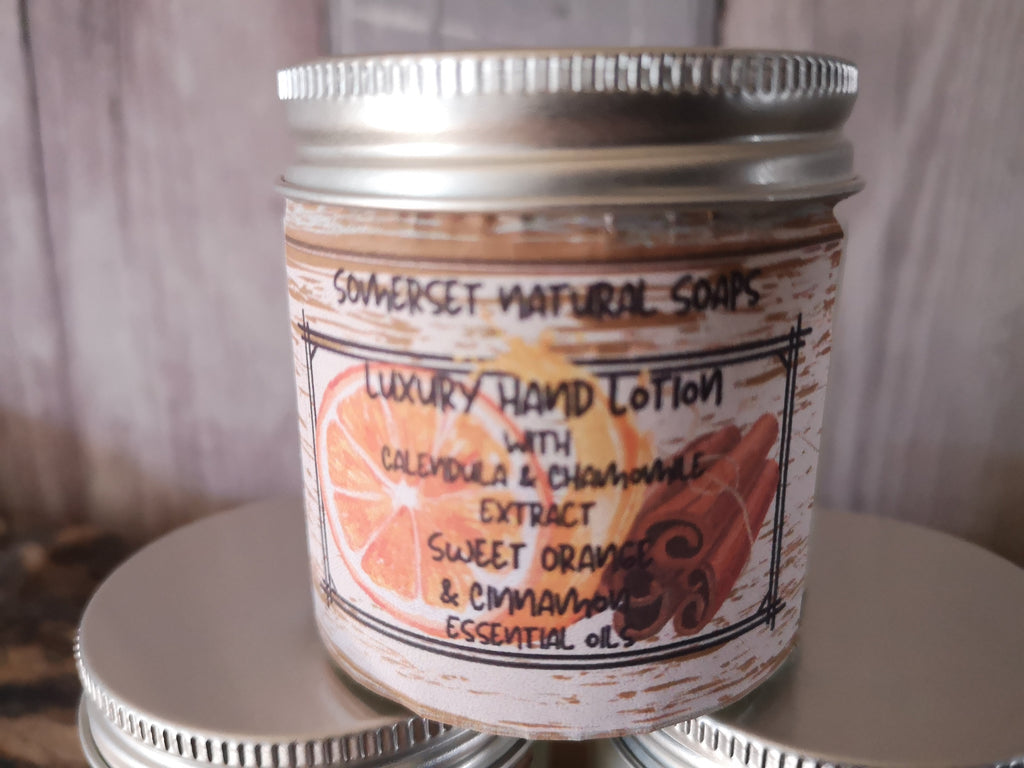 SOMERSET NATURAL SOAPS
LUXURY HAND LOTION
WITH
CALENDULA & CHAMOMILE
EXTRACT
SWEET ORANGE
& CINNAMON
ESSENTIAL OILS